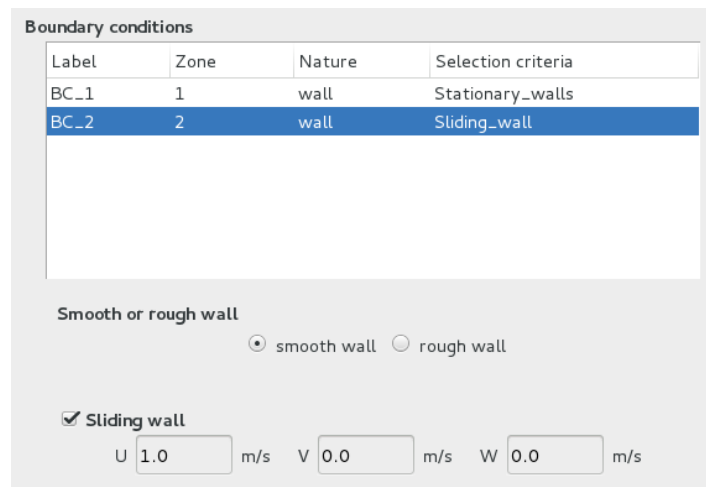 Boundary conditions
Label Zone Nature Selection criteria
BC_1 1 wall Stationary_walls
BC_2 2 wall Sliding_wall
Smooth or rough wall
smooth wall rough wall
Sliding wall
U 1.0 m/s V 0.0 m/s W 0.0 m/s